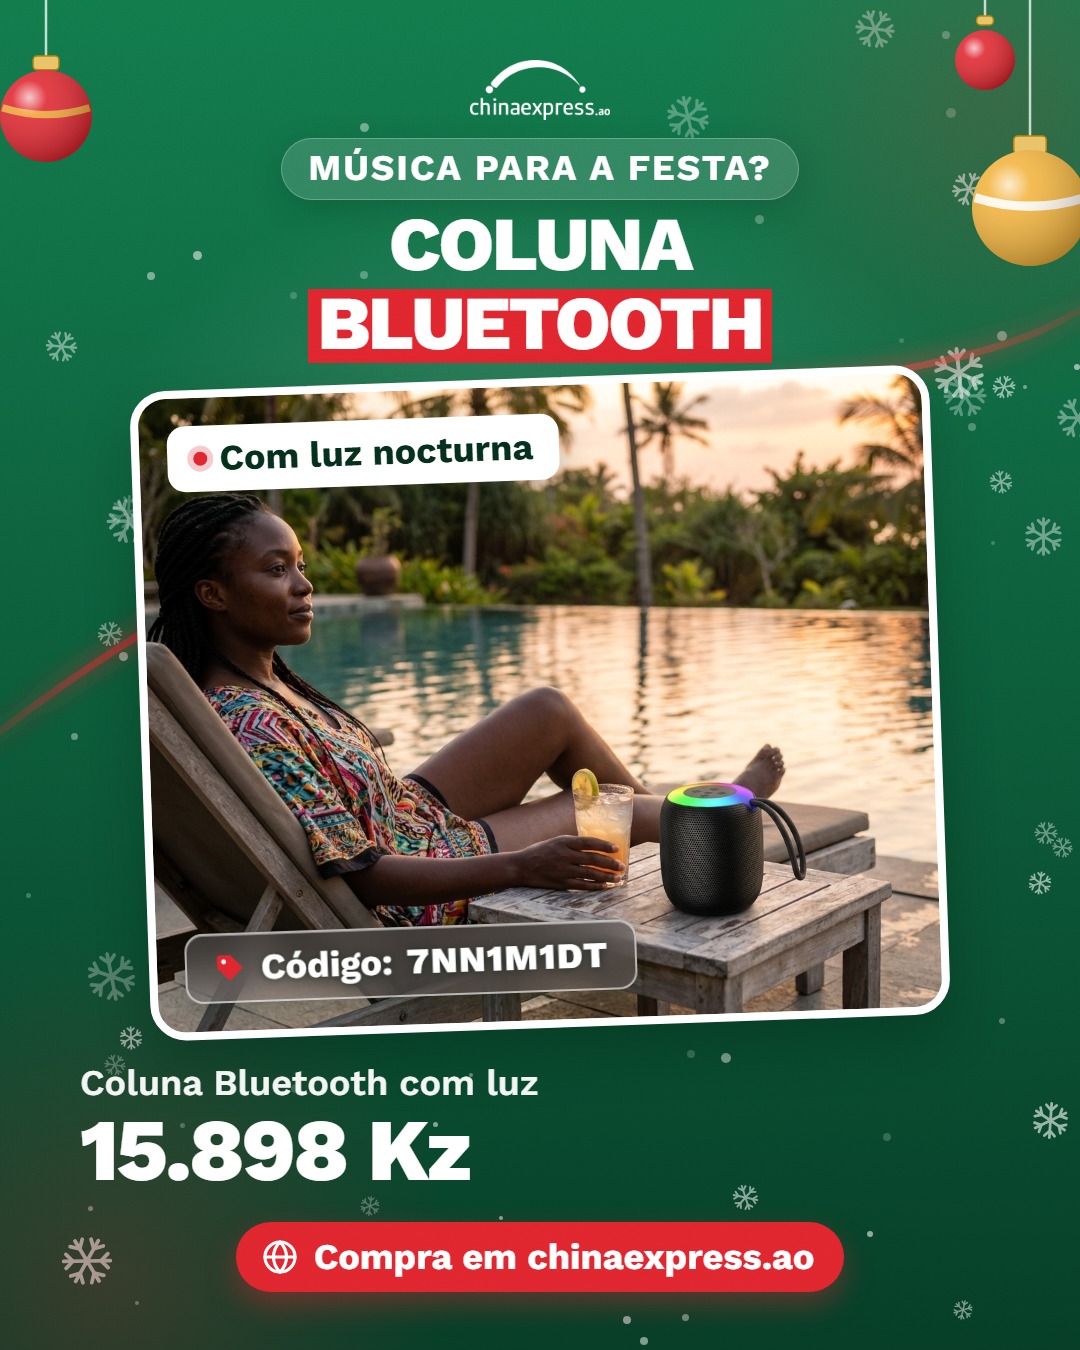 chinaexpress.ao
MÚSICA PARA A FESTA?
COLUNA
BLUETOOTH
Com luz nocturna
Código: 7NN1M1DT
Coluna Bluetooth com luz
15.898 Kz
Compra em chinaexpress.ao